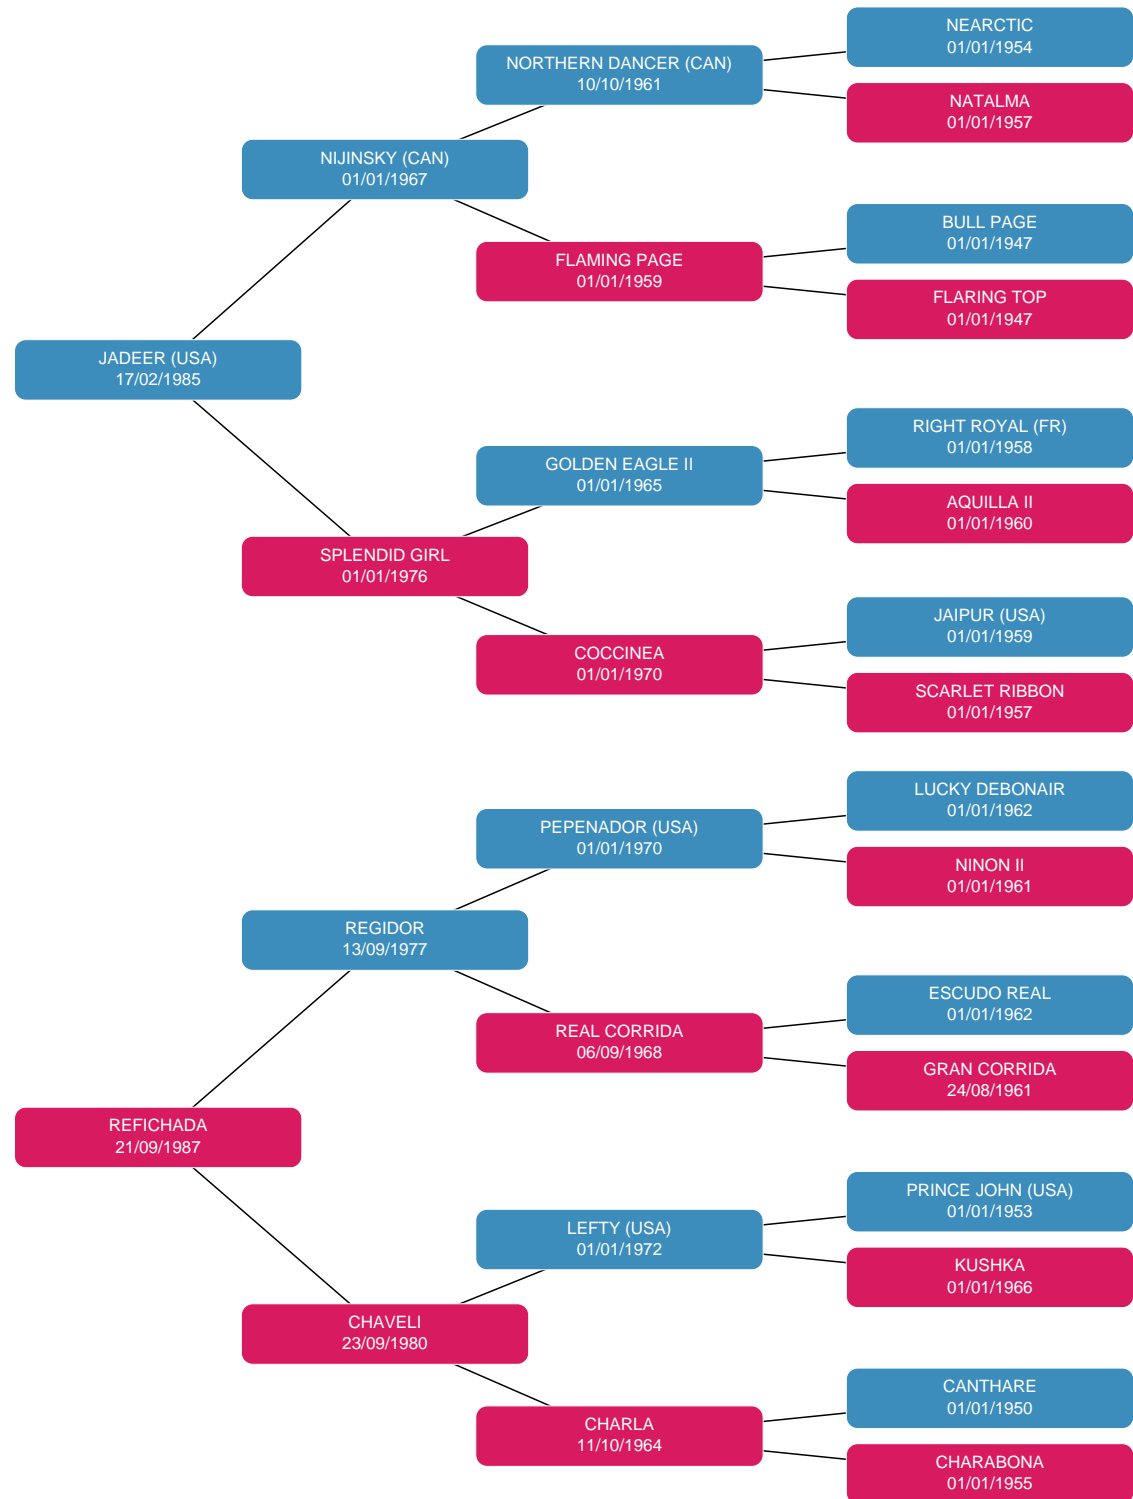 NEARCTIC
01/01/1954
NORTHERN DANCER (CAN)
10/10/1961
NATALMA
01/01/1957
NIJINSKY (CAN)
01/01/1967
BULL PAGE
01/01/1947
FLAMING PAGE
01/01/1959
FLARING TOP
01/01/1947
JADEER (USA)
17/02/1985
RIGHT ROYAL (FR)
01/01/1958
GOLDEN EAGLE II
01/01/1965
AQUILLA II
01/01/1960
SPLENDID GIRL
01/01/1976
JAIPUR (USA)
01/01/1959
COCCINEA
01/01/1970
SCARLET RIBBON
01/01/1957
LUCKY DEBONAIR
01/01/1962
PEPENADOR (USA)
01/01/1970
NINON II
01/01/1961
REGIDOR
13/09/1977
ESCUDO REAL
01/01/1962
REAL CORRIDA
06/09/1968
GRAN CORRIDA
24/08/1961
REFICHADA
21/09/1987
PRINCE JOHN (USA)
01/01/1953
LEFTY (USA)
01/01/1972
KUSHKA
01/01/1966
CHAVELI
23/09/1980
CANTHARE
01/01/1950
CHARLA
11/10/1964
CHARABONA
01/01/1955